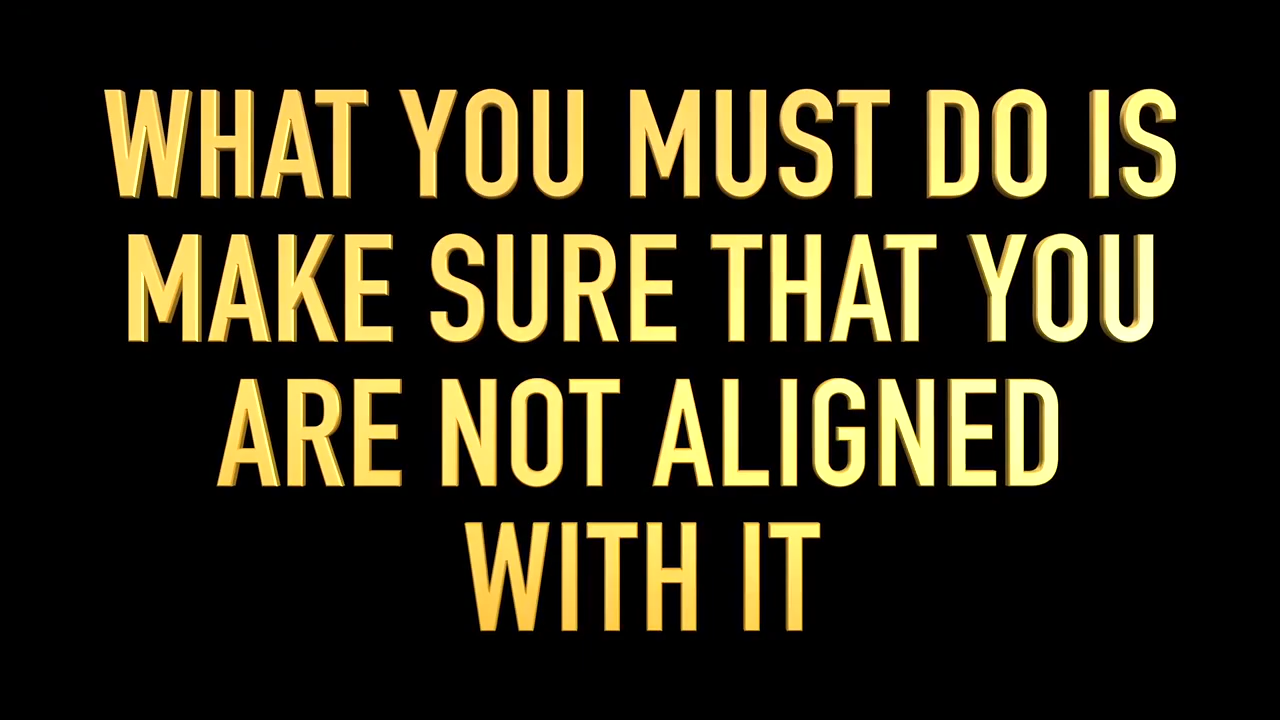 WHAT YOU MUST DO IS
MAKE SURE THAT YOU
ARE NOT ALIGNED
WITH IT